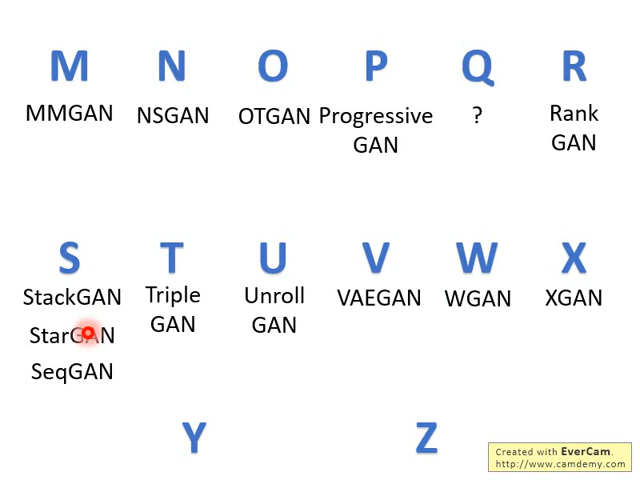 M N O P Q R
MMGAN NSGAN OTGAN Progressive GAN ? Rank GAN
S T U V W X
StackGAN Triple GAN Unroll GAN VAEGAN WGAN XGAN
StarGAN
SeqGAN
Y Z
Created with EverCam.
http://www.camdemy.com